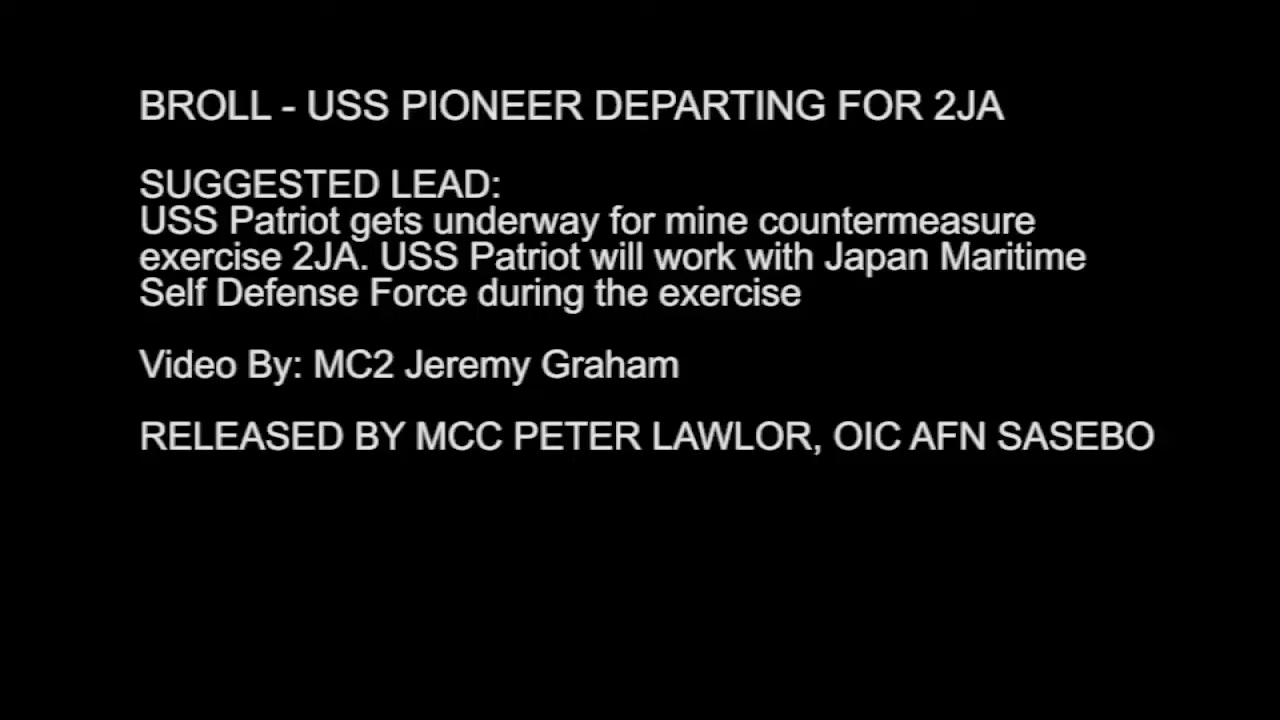 BROLL - USS PIONEER DEPARTING FOR 2JA
SUGGESTED LEAD:
USS Patriot gets underway for mine countermeasure
exercise 2JA. USS Patriot will work with Japan Maritime
Self Defense Force during the exercise
Video By: MC2 Jeremy Graham
RELEASED BY MCC PETER LAWLOR, OIC AFN SASEBO